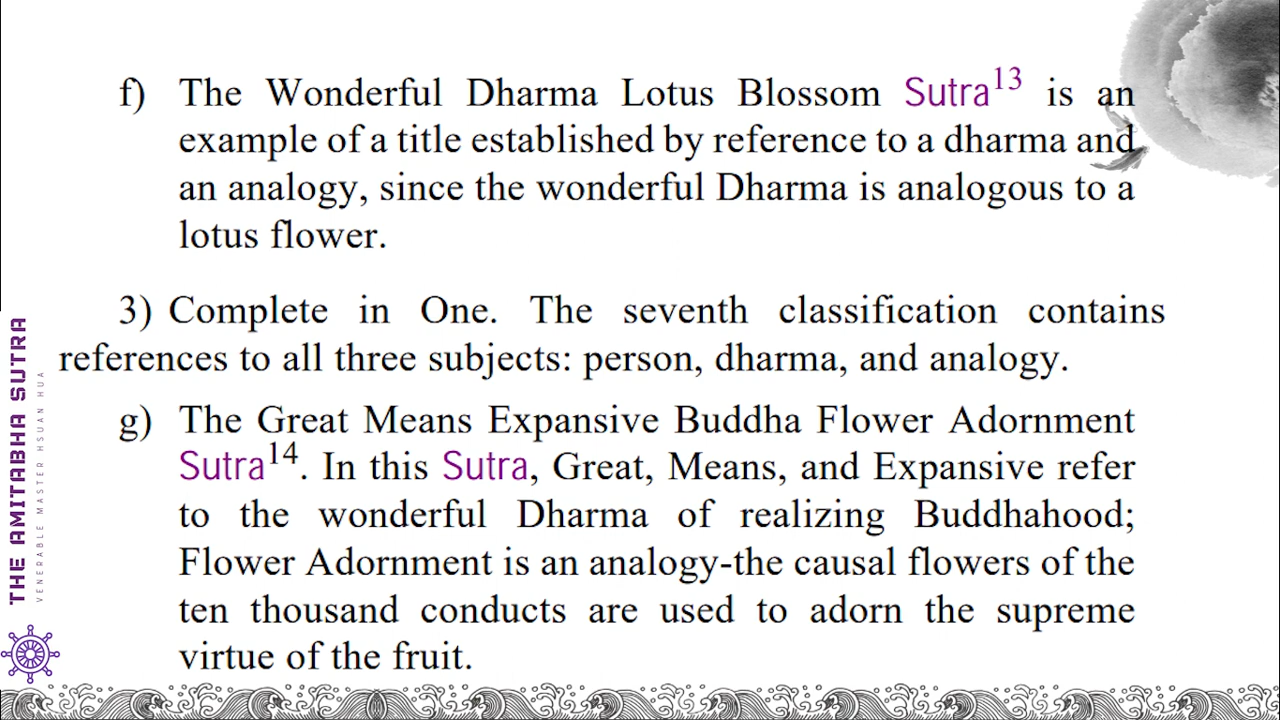 f) The Wonderful Dharma Lotus Blossom Sutra13 is an
example of a title established by reference to a dharma and
an analogy, since the wonderful Dharma is analogous to a
lotus flower.
3) Complete in One. The seventh classification contains
references to all three subjects: person, dharma, and analogy.
g) The Great Means Expansive Buddha Flower Adornment
Sutra14. In this Sutra, Great, Means, and Expansive refer
to the wonderful Dharma of realizing Buddhahood;
Flower Adornment is an analogy-the causal flowers of the
ten thousand conducts are used to adorn the supreme
virtue of the fruit.
THE AMITABHA SUTRA
VENERABLE MASTER HSUAN HUA